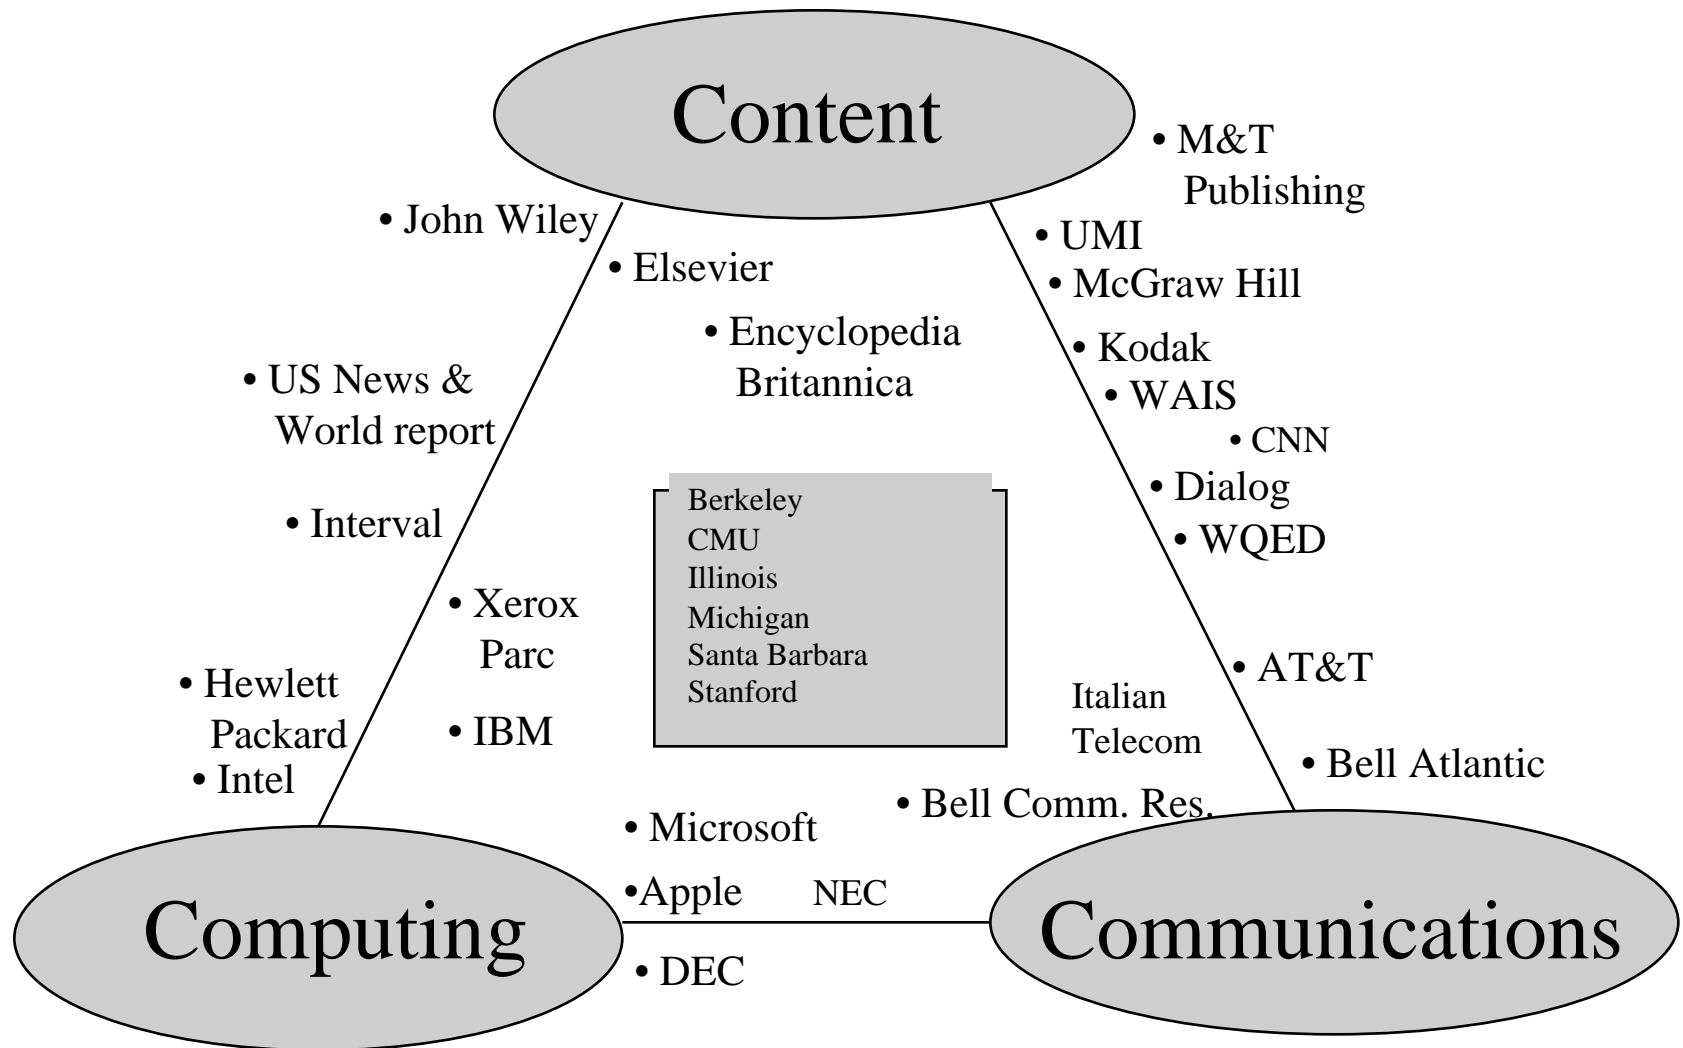 Content
• M&T
Publishing
• John Wiley
• UMI
• Elsevier
• McGraw Hill
• Encyclopedia
Britannica
• Kodak
• US News &
World report
• WAIS
• CNN
• Dialog
• Interval
• WQED
Berkeley
CMU
Illinois
Michigan
Santa Barbara
Stanford
• Xerox
Parc
• Hewlett
Packard
• IBM
• Intel
• AT&T
Italian
Telecom
• Bell Atlantic
• Bell Comm. Res.
• Microsoft
•Apple
NEC
• DEC
Computing
Communications